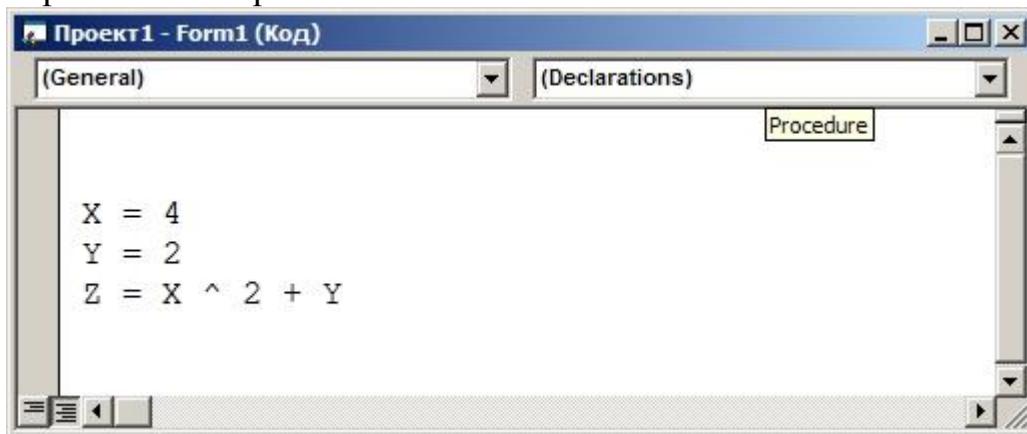 Проект1 - Form1 (Код)
(General) (Declarations)
Procedure
X = 4
Y = 2
Z = X ^ 2 + Y